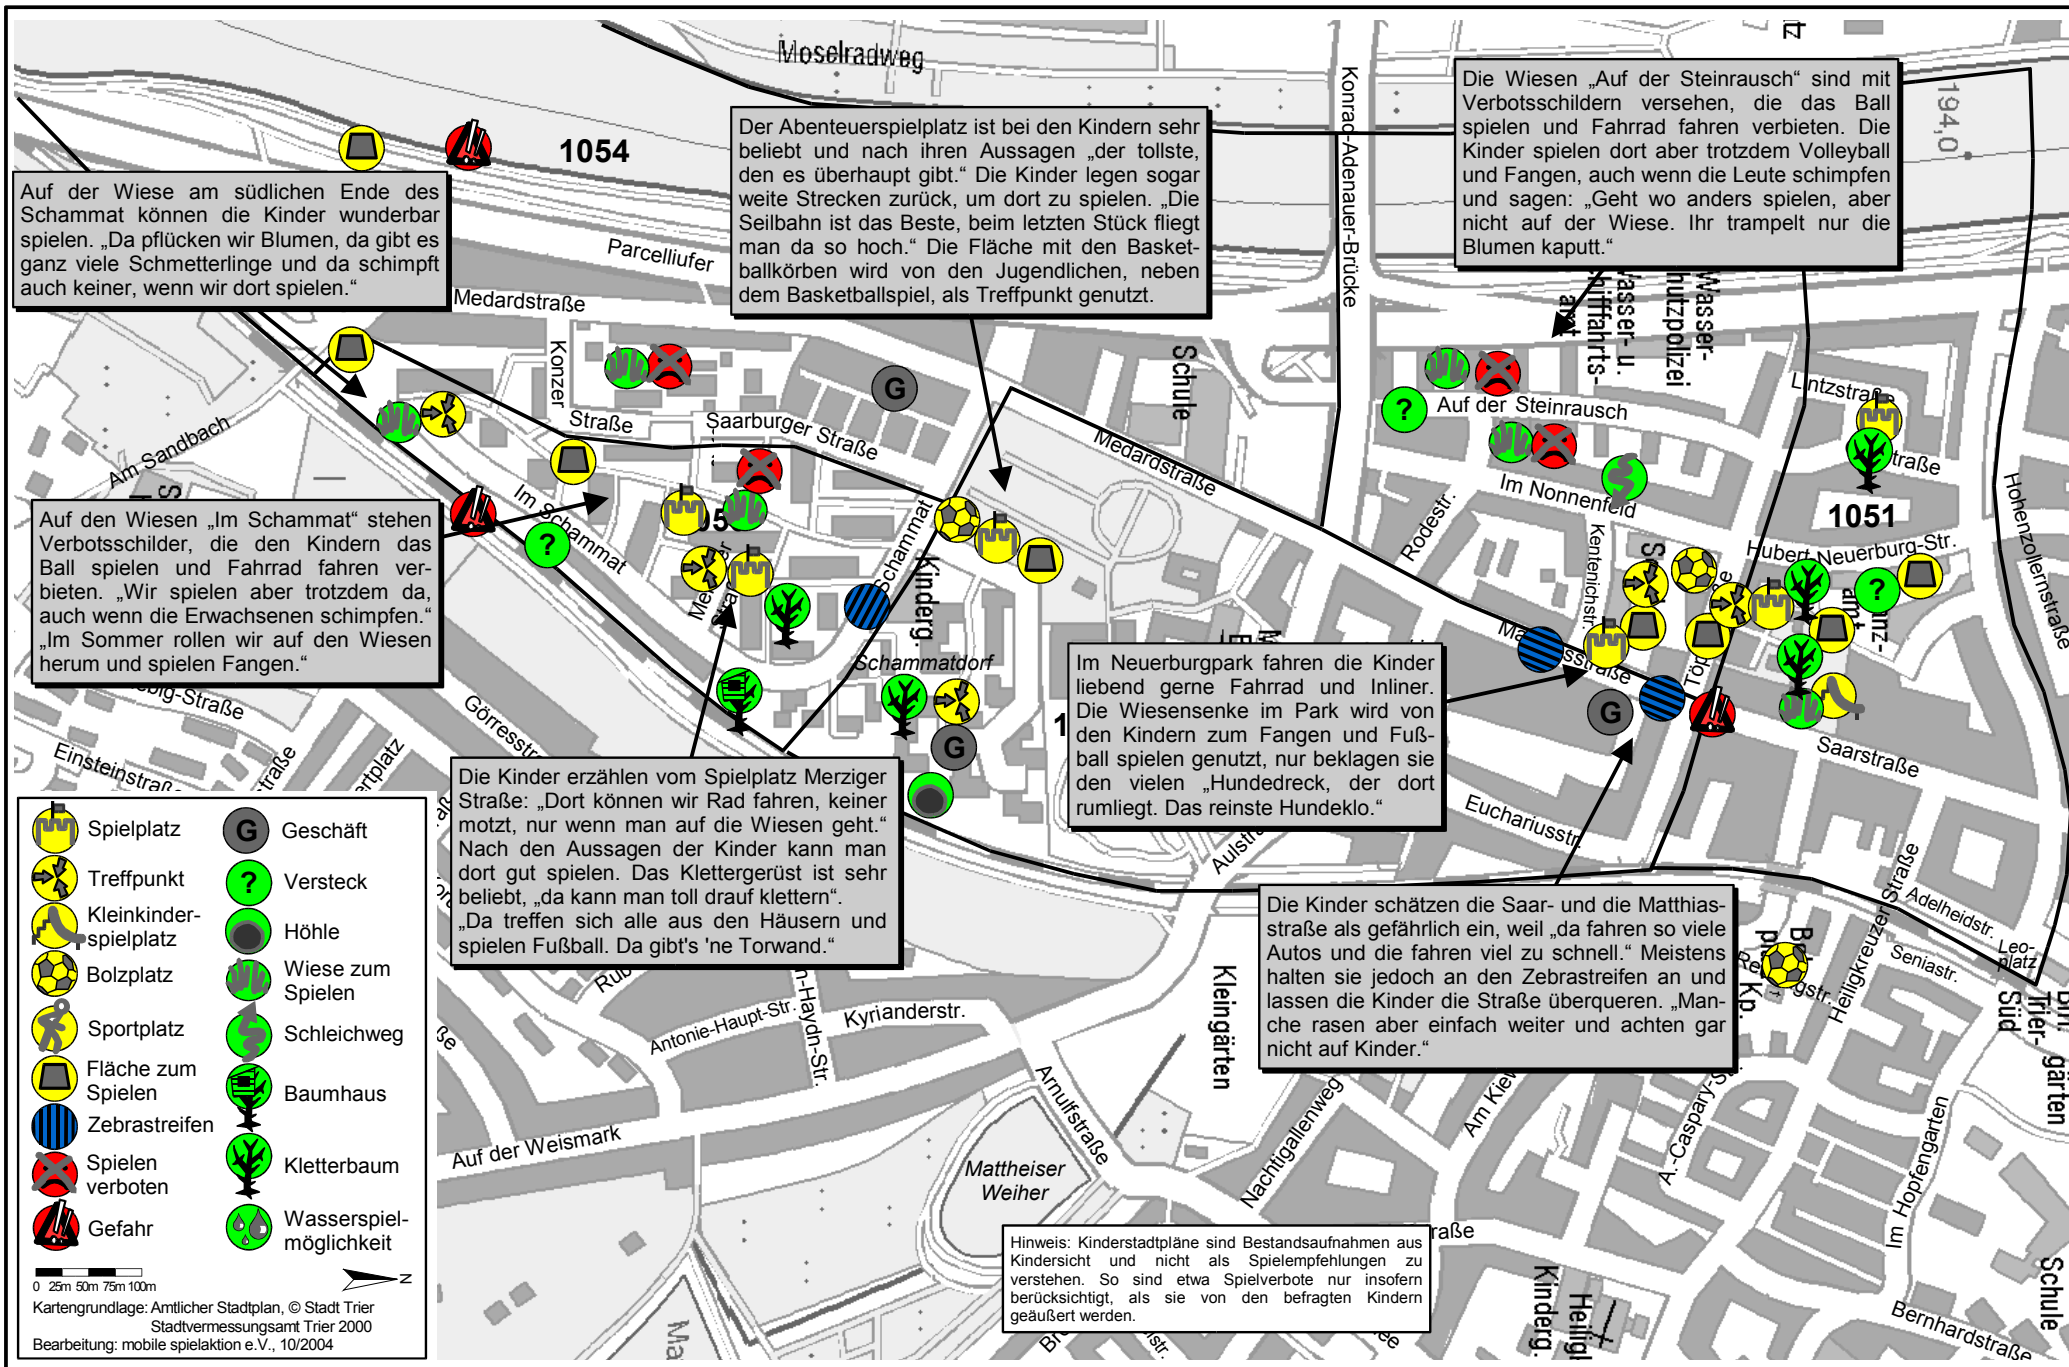 Moselradweg
1054
Parcelliufer
Medardstraße
Konrad-Adenauer-Brücke
194,0
Auf der Wiese am südlichen Ende des
Schammat können die Kinder wunderbar
spielen. „Da pflücken wir Blumen, da gibt es
ganz viele Schmetterlinge und da schimpft
auch keiner, wenn wir dort spielen.“
Der Abenteuerspielplatz ist bei den Kindern sehr
beliebt und nach ihren Aussagen „der tollste,
den es überhaupt gibt.“ Die Kinder legen sogar
weite Strecken zurück, um dort zu spielen. „Die
Seilbahn ist das Beste, beim letzten Stück fliegt
man da so hoch.“ Die Fläche mit den Basket-
ballkörben wird von den Jugendlichen, neben
dem Basketballspiel, als Treffpunkt genutzt.
Die Wiesen „Auf der Steinrausch“ sind mit
Verbotsschildern versehen, die das Ball
spielen und Fahrrad fahren verbieten. Die
Kinder spielen dort aber trotzdem Volleyball
und Fangen, auch wenn die Leute schimpfen
und sagen: „Geht wo anders spielen, aber
nicht auf der Wiese. Ihr trampelt nur die
Blumen kaputt.“
Konzer
Straße
Saarburger Straße
G
Schule
Medardstraße
Wasser-
Wasser- u.
?
Auf der Steinrausch
Lintzstraße
Im Nonnenfeld
Rodestr.
Kentenichstr.
1051
Hubert-Neuerburg-Str.
?
Hohenzollernstraße
Am Sandbach
Im Schammat
?
Schammat
Kinderg.
Schammatdorf
G
Auf den Wiesen „Im Schammat“ stehen
Verbotsschilder, die den Kindern das
Ball spielen und Fahrrad fahren ver-
bieten. „Wir spielen aber trotzdem da,
auch wenn die Erwachsenen schimpfen.“
„Im Sommer rollen wir auf den Wiesen
herum und spielen Fangen.“
Im Neuerburgpark fahren die Kinder
liebend gerne Fahrrad und Inliner.
Die Wiesensenke im Park wird von
den Kindern zum Fangen und Fuß-
ball spielen genutzt, nur beklagen sie
den vielen „Hundedreck, der dort
rumliegt. Das reinste Hundeklo.“
G
Saarstraße
Euchariusstr.
Die Kinder erzählen vom Spielplatz Merziger
Straße: „Dort können wir Rad fahren, keiner
motzt, nur wenn man auf die Wiesen geht.“
Nach den Aussagen der Kinder kann man
dort gut spielen. Das Klettergerüst ist sehr
beliebt, „da kann man toll drauf klettern“.
„Da treffen sich alle aus den Häusern und
spielen Fußball. Da gibt's 'ne Torwand.“
Die Kinder schätzen die Saar- und die Matthias-
straße als gefährlich ein, weil „da fahren so viele
Autos und die fahren viel zu schnell.“ Meistens
halten sie jedoch an den Zebrastreifen an und
lassen die Kinder die Straße überqueren. „Man-
che rasen aber einfach weiter und achten gar
nicht auf Kinder.“
Einsteinstraße
Heiligkreuzer Straße
Adelheidstr.
Leo-
platz
Seniastr.
Kleingärten
Trier-
Süd
gärten
Antonie-Haupt-Str.
Kyrianderstr.
Arnulfstraße
Auf der Weismark
Mattheiser
Weiher
Nachtigallenweg
Im Hopfengarten
Bernhardstraße
Schule
Kinderg.
Spielplatz
Treffpunkt
Kleinkinder-
spielplatz
Bolzplatz
Sportplatz
Fläche zum
Spielen
Zebrastreifen
Spielen
verboten
Gefahr
G Geschäft
? Versteck
Höhle
Wiese zum
Spielen
Schleichweg
Baumhaus
Kletterbaum
Wasserspiel-
möglichkeit
0 25m 50m 75m 100m
N
Kartengrundlage: Amtlicher Stadtplan, © Stadt Trier
Stadtvermessungsamt Trier 2000
Bearbeitung: mobile spielaktion e.V., 10/2004
Hinweis: Kinderstadtpläne sind Bestandsaufnahmen aus
Kindersicht und nicht als Spielempfehlungen zu
verstehen. So sind etwa Spielverbote nur insofern
berücksichtigt, als sie von den befragten Kindern
geäußert werden.